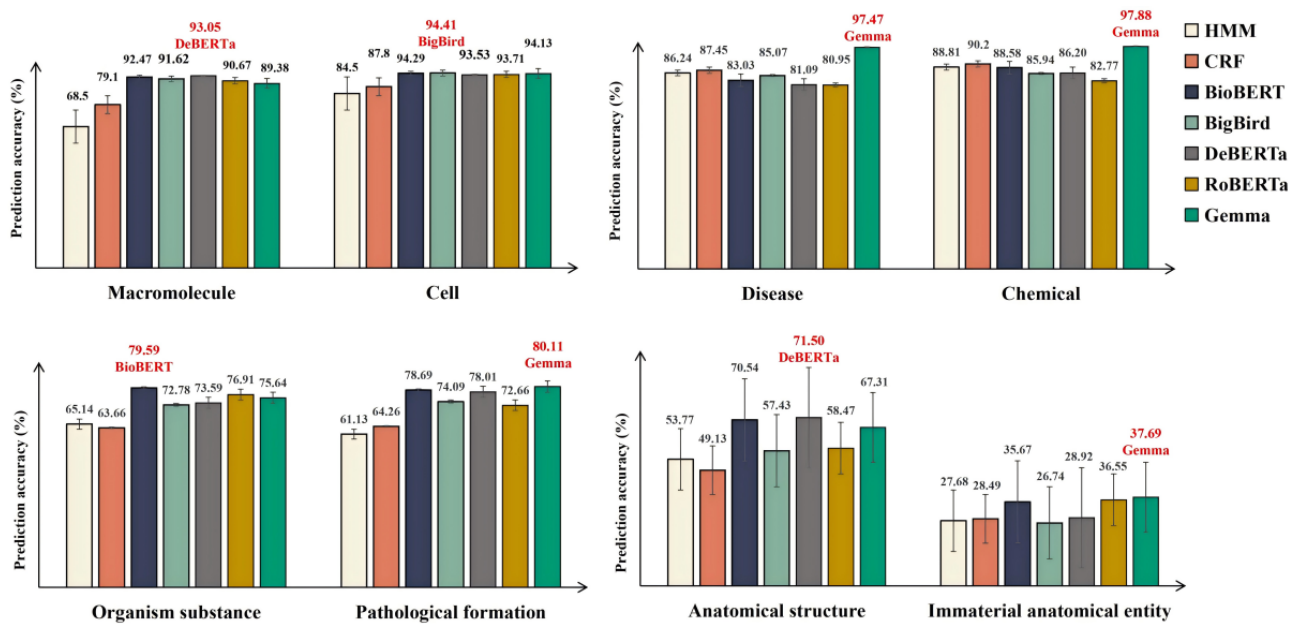 Prediction accuracy (%)
68.5
79.1
92.47
91.62
93.05
DeBERTa
90.67
89.38
Macromolecule
84.5
87.8
94.29
94.41
BigBird
93.53
93.71
94.13
Cell
Prediction accuracy (%)
86.24
87.45
83.03
85.07
81.09
80.95
97.47
Gemma
Disease
88.81
90.2
88.58
85.94
86.20
82.77
97.88
Gemma
Chemical
HMM
CRF
BioBERT
BigBird
DeBERTa
RoBERTa
Gemma
Prediction accuracy (%)
65.14
63.66
79.59
BioBERT
72.78
73.59
76.91
75.64
Organism substance
61.13
64.26
78.69
74.09
78.01
72.66
80.11
Gemma
Pathological formation
Prediction accuracy (%)
53.77
49.13
70.54
57.43
71.50
DeBERTa
58.47
67.31
Anatomical structure
27.68
28.49
35.67
26.74
28.92
36.55
37.69
Gemma
Immaterial anatomical entity